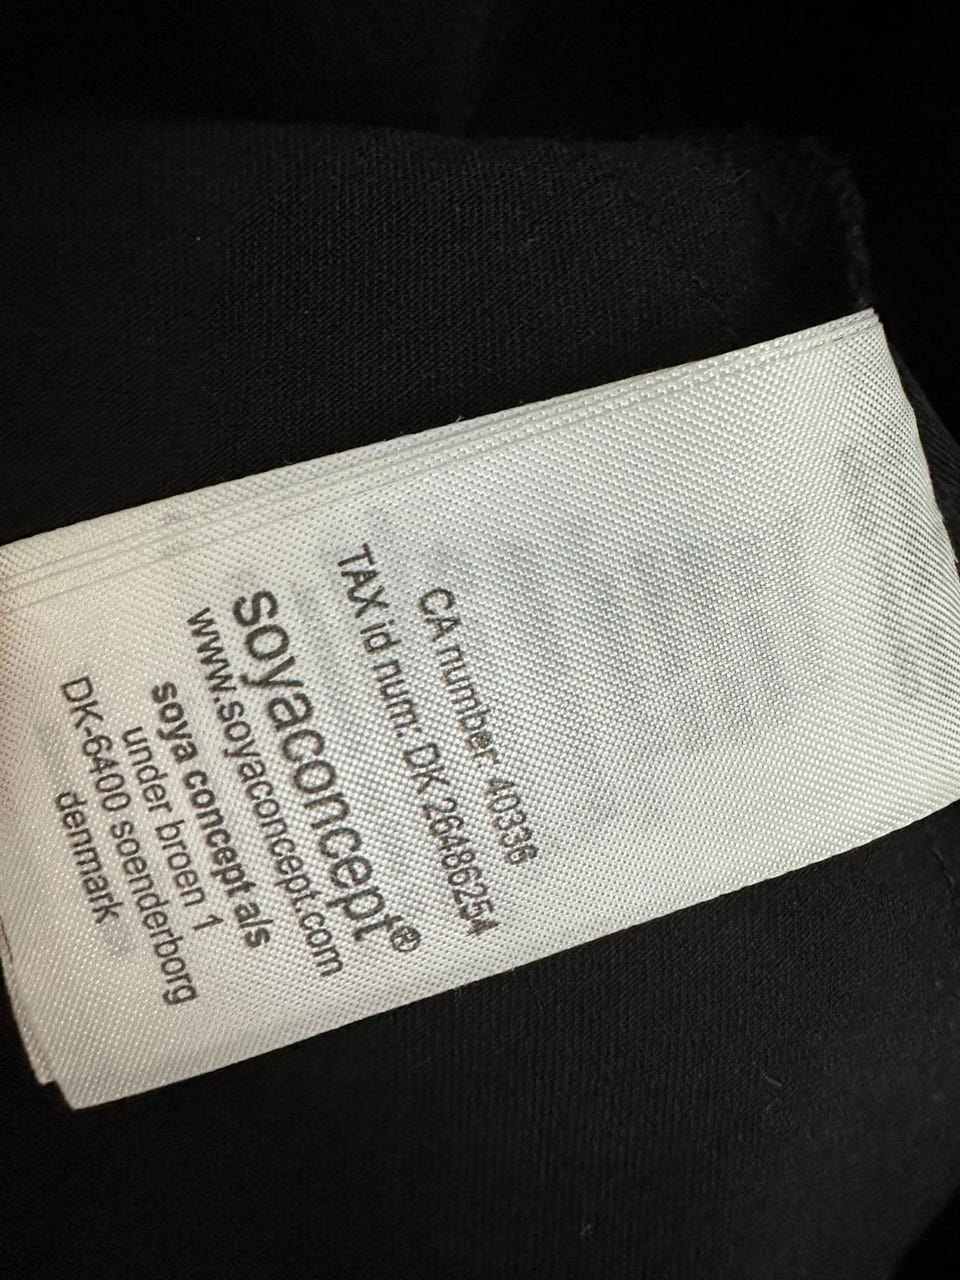 CA number 40336
TAX id num: DK 26486254
soyaconcept®
www.soyaconcept.com
soya concept als
under broen 1
DK-6400 soenderborg
denmark